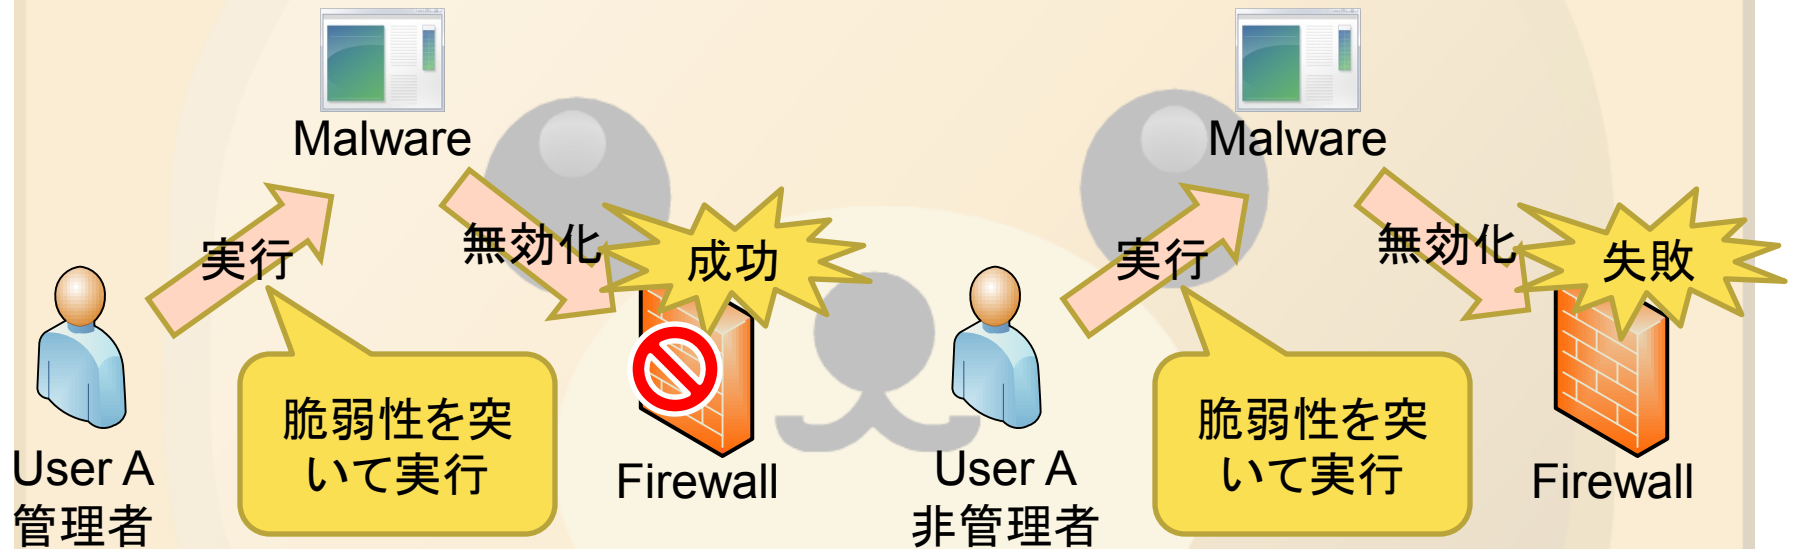 Malware
実行
無効化
成功
脆弱性を突
いて実行
User A
管理者
Firewall
Malware
実行
無効化
失敗
脆弱性を突
いて実行
User A
非管理者
Firewall